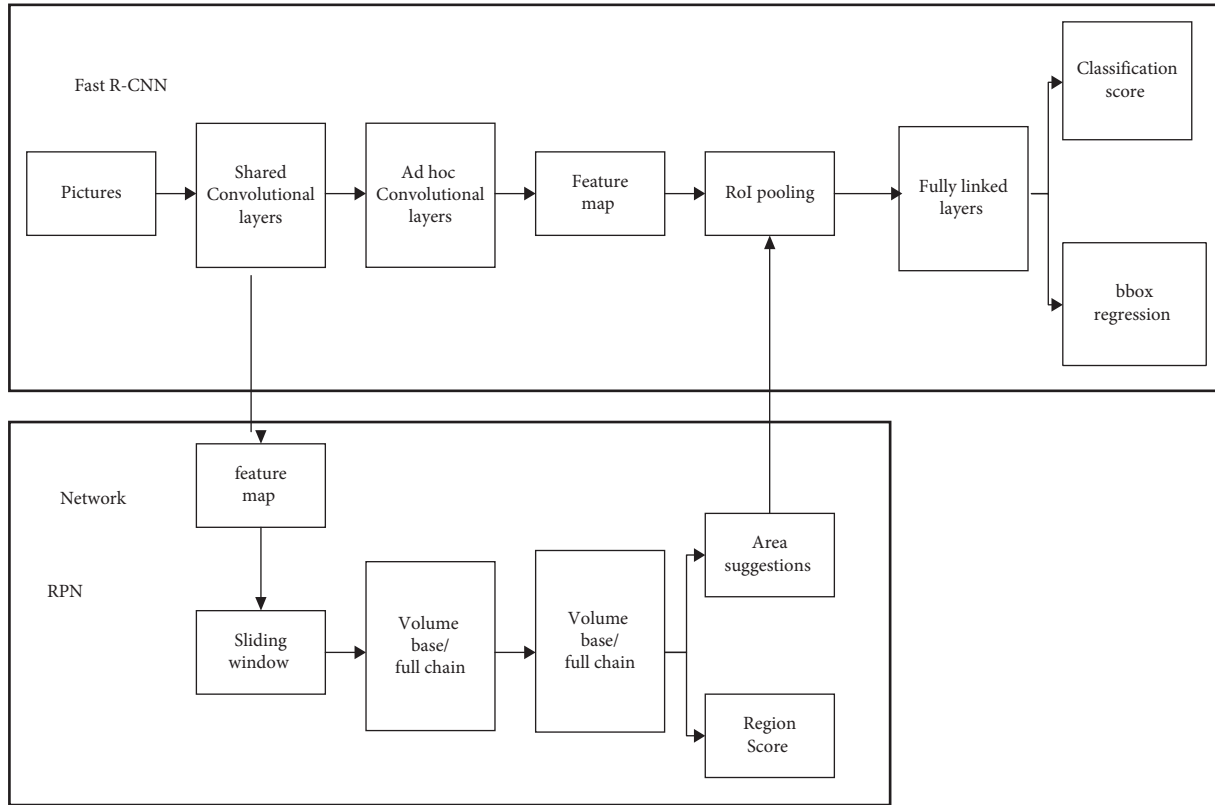 Fast R-CNN
Pictures
Shared
Convolutional
layers
Ad hoc
Convolutional
layers
Feature
map
RoI pooling
Fully linked
layers
Classification
score
bbox
regression
Network
RPN
feature
map
Sliding
window
Volume
base/
full chain
Volume
base/
full chain
Area
suggestions
Region
Score